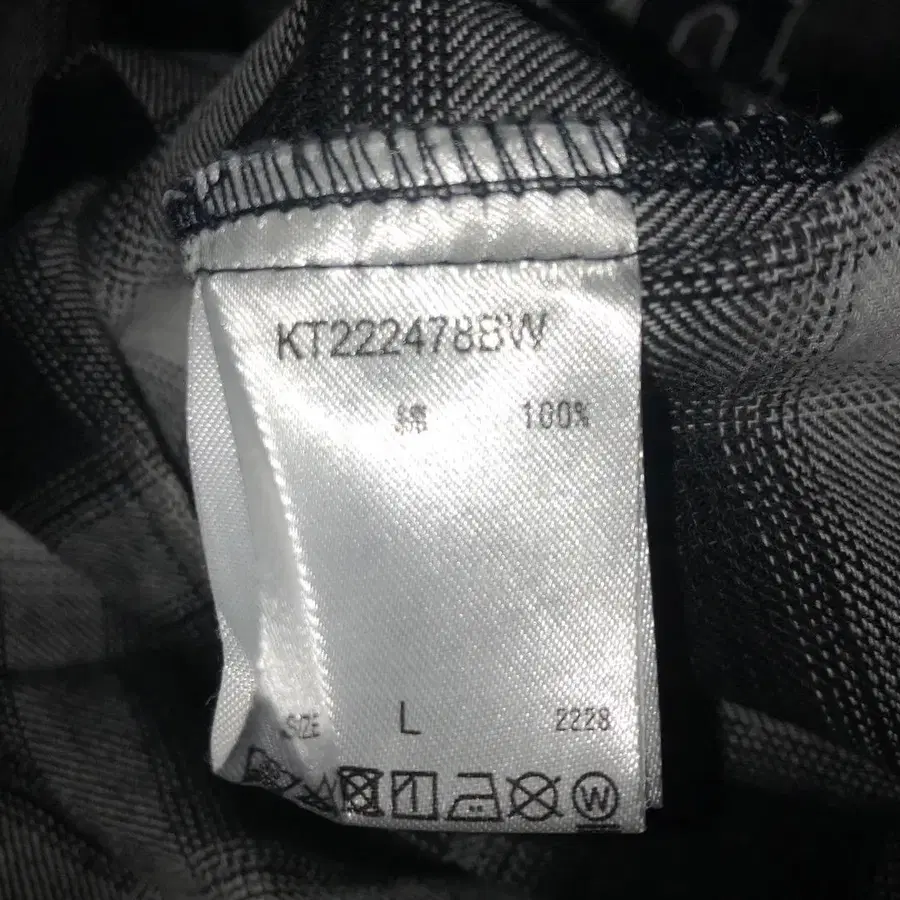 KT222478BW
綿 100%
SIZE L 2228
W